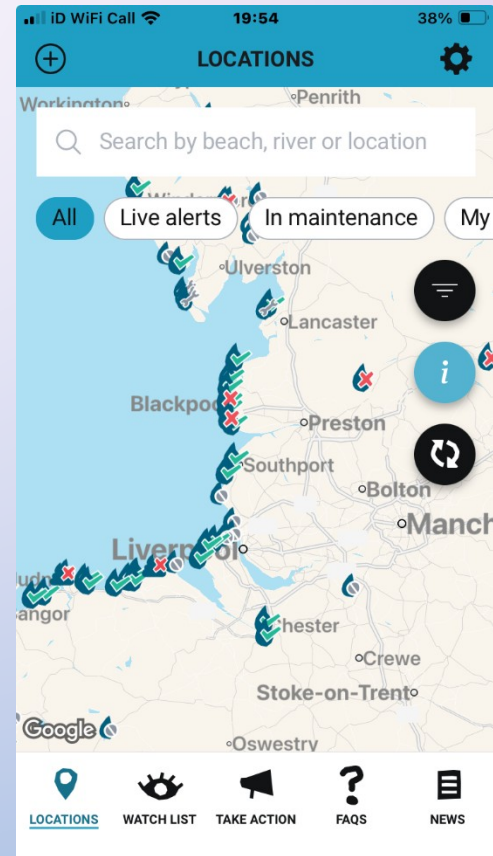 iD WiFi Call 19:54 38%
LOCATIONS
Workington
Penrith
Search by beach, river or location
All Live alerts In maintenance My
Ulverston
Lancaster
i
Preston
Southport
Bolton
Chester
Crewe
Stoke-on-Trent
Google
Oswestry
LOCATIONS WATCH LIST TAKE ACTION FAQS NEWS